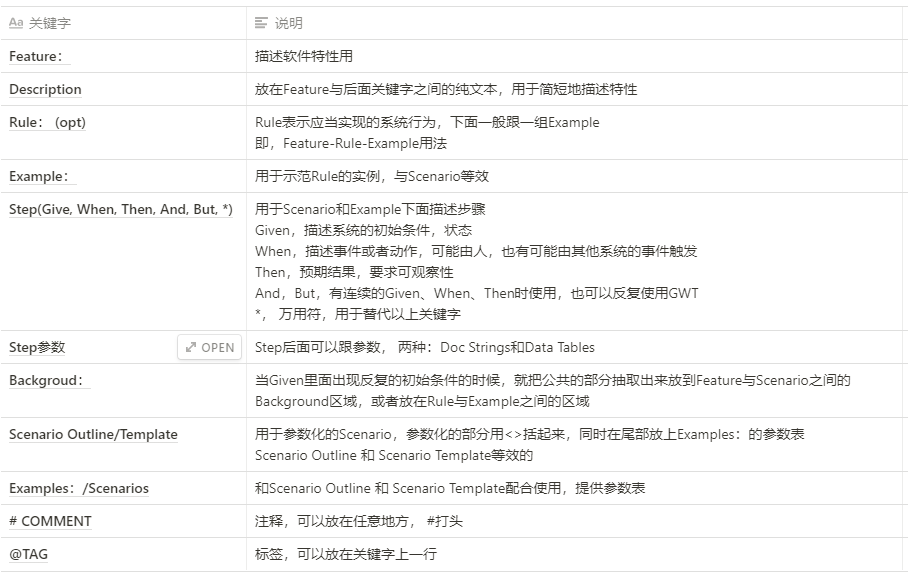 Aa 关键字
说明
Feature：
描述软件特性用
Description
放在Feature与后面关键字之间的纯文本，用于简短地描述特性
Rule： (opt)
Rule表示应当实现的系统行为，下面一般跟一组Example
即，Feature-Rule-Example用法
Example：
用于示范Rule的实例，与Scenario等效
Step(Give, When, Then, And, But, *)
用于Scenario和Example下面描述步骤
Given，描述系统的初始条件，状态
When，描述事件或者动作，可能由人，也有可能由其他系统的事件触发
Then，预期结果，要求可观察性
And，But，有连续的Given、When、Then时使用，也可以反复使用GWT
*， 万用符，用于替代以上关键字
Step参数
OPEN
Step后面可以跟参数， 两种：Doc Strings和Data Tables
Backgroud：
当Given里面出现反复的初始条件的时候，就把公共的部分抽取出来放到Feature与Scenario之间的
Background区域，或者放在Rule与Example之间的区域
Scenario Outline/Template
用于参数化的Scenario，参数化的部分用<>括起来，同时在尾部放上Examples：的参数表
Scenario Outline 和 Scenario Template等效的
Examples：/Scenarios
和Scenario Outline 和 Scenario Template配合使用，提供参数表
# COMMENT
注释，可以放在任意地方， #打头
@TAG
标签，可以放在关键字上一行